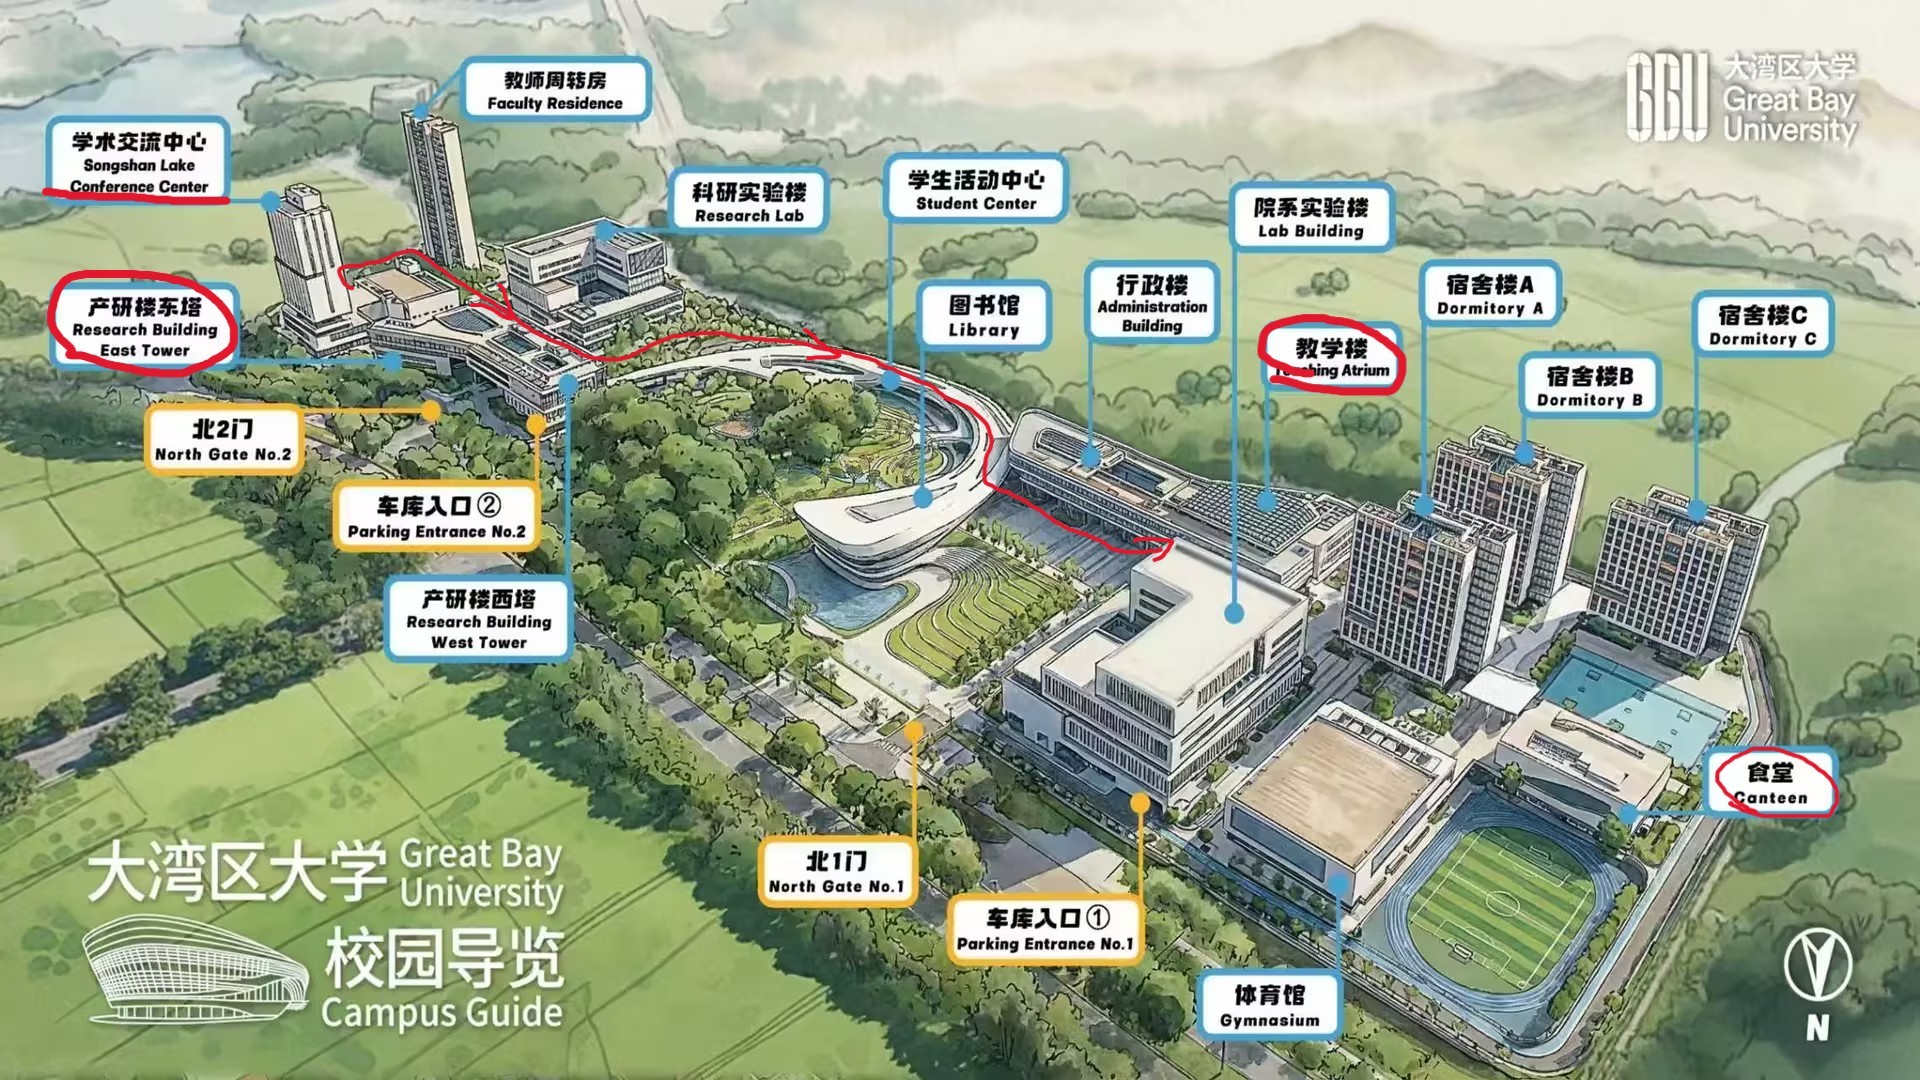 教师周转房
Faculty Residence
GBU
大湾区大学
Great Bay
University
学术交流中心
Songshan Lake
Conference Center
科研实验楼
Research Lab
学生活动中心
Student Center
院系实验楼
Lab Building
产研楼东塔
Research Building
East Tower
图书馆
Library
行政楼
Administration
Building
教学楼
Teaching Atrium
宿舍楼A
Dormitory A
宿舍楼B
Dormitory B
宿舍楼C
Dormitory C
北2门
North Gate No.2
车库入口②
Parking Entrance No.2
产研楼西塔
Research Building
West Tower
食堂
Canteen
北1门
North Gate No.1
车库入口①
Parking Entrance No.1
体育馆
Gymnasium
大湾区大学
Great Bay
University
校园导览
Campus Guide
N